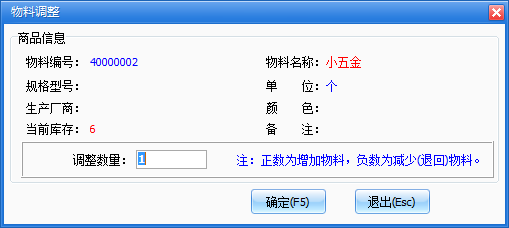 物料调整
商品信息
物料编号： 40000002 物料名称：小五金
规格型号： 单 位：个
生产厂商： 颜 色：
当前库存： 6 备 注：
调整数量： 1 注：正数为增加物料，负数为减少(退回)物料。
确定(F5) 退出(Esc)